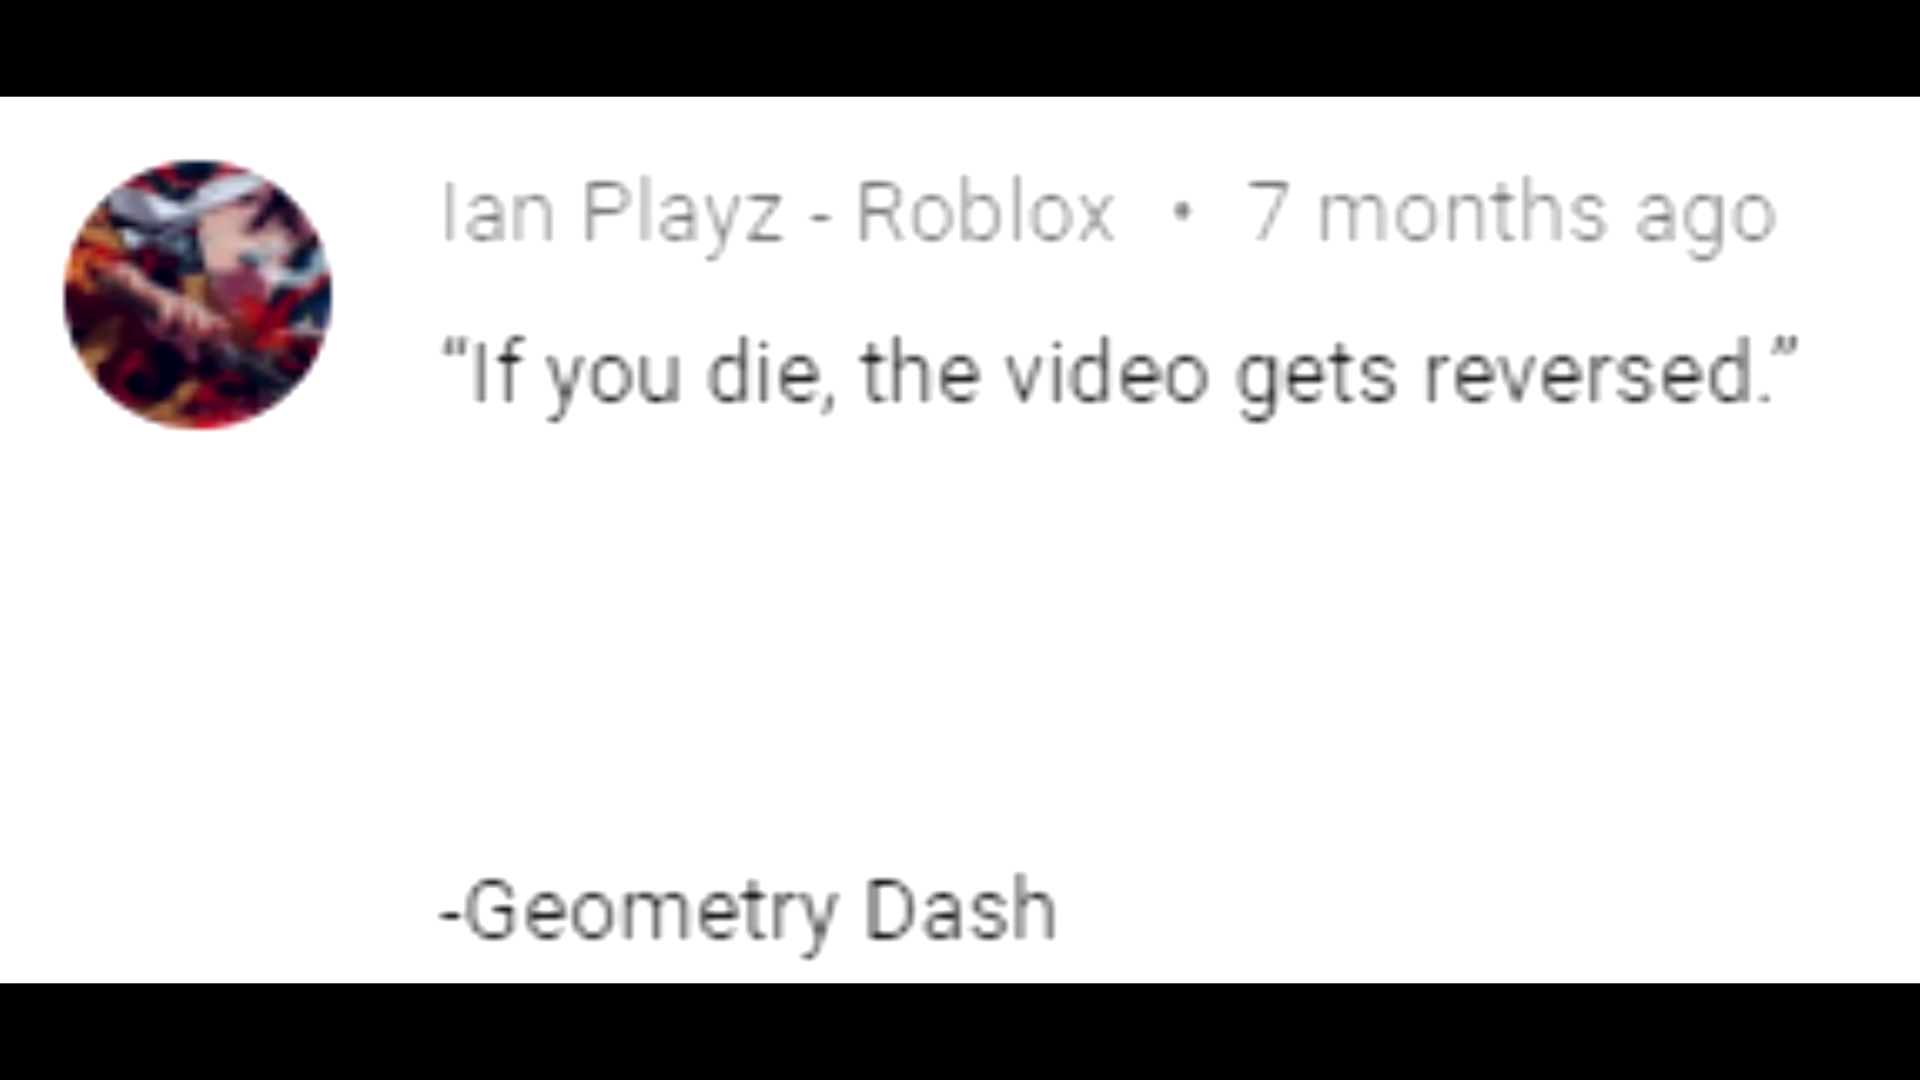 Ian Playz - Roblox • 7 months ago
“If you die, the video gets reversed.”
-Geometry Dash